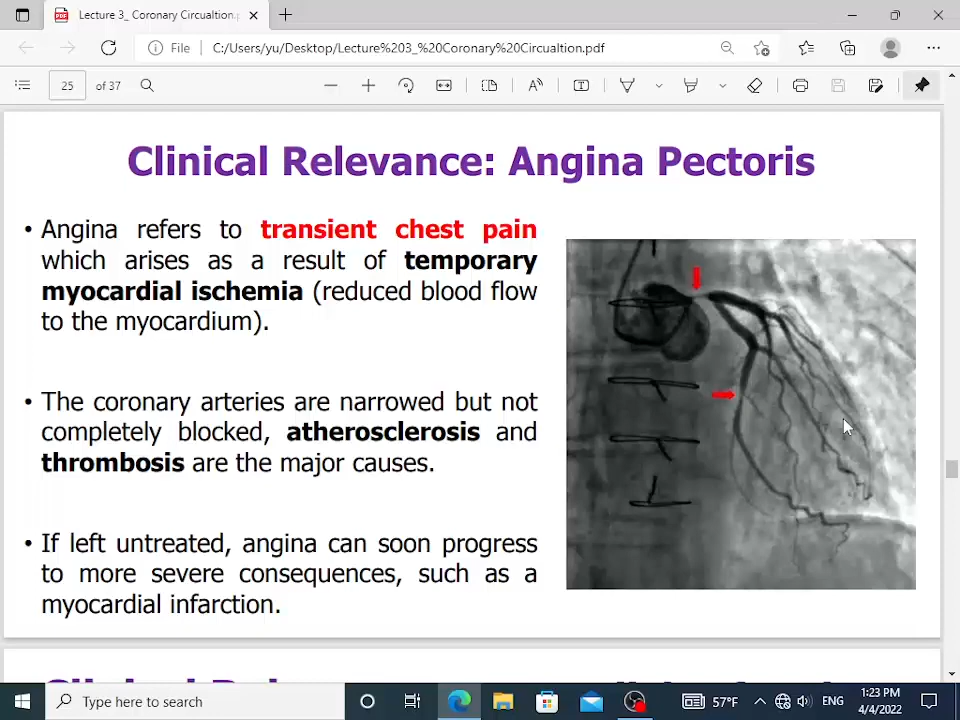 Lecture 3_ Coronary Circualtion.p
File
C:/Users/yu/Desktop/Lecture%203_%20Coronary%20Circualtion.pdf
25 of 37
Clinical Relevance: Angina Pectoris
• Angina refers to transient chest pain
which arises as a result of temporary
myocardial ischemia (reduced blood flow
to the myocardium).
• The coronary arteries are narrowed but not
completely blocked, atherosclerosis and
thrombosis are the major causes.
• If left untreated, angina can soon progress
to more severe consequences, such as a
myocardial infarction.
Type here to search
57°F
ENG
1:23 PM
4/4/2022